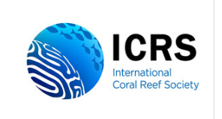 ICRS
International
Coral Reef Society